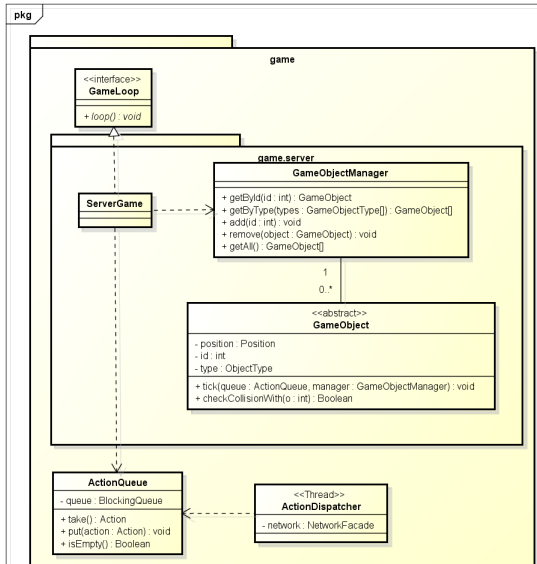 pkg
game
<<interface>>
GameLoop
+ loop() : void
game.server
GameObjectManager
+ getById(id : int) : GameObject
+ getByType(types : GameObjectType[]) : GameObject[]
+ add(id : int) : void
+ remove(object : GameObject) : void
+ getAll() : GameObject[]
ServerGame
1
0..*
<<abstract>>
GameObject
- position : Position
- id : int
- type : ObjectType
+ tick(queue : ActionQueue, manager : GameObjectManager) : void
+ checkCollisionWith(o : int) : Boolean
ActionQueue
- queue : BlockingQueue
+ take() : Action
+ put(action : Action) : void
+ isEmpty() : Boolean
<<Thread>>
ActionDispatcher
- network : NetworkFacade